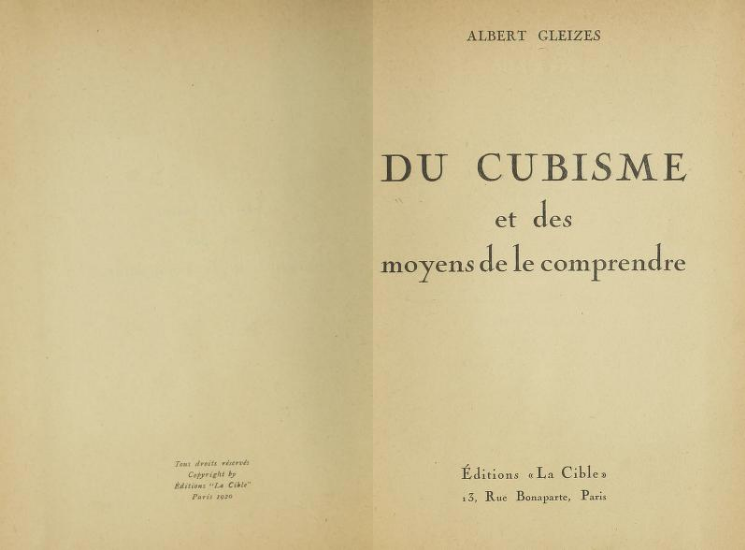 Tous droits réservés
Copyright by
Editions "La Cible"
Paris 1920
ALBERT GLEIZES
DU CUBISME
et des
moyens de le comprendre
Éditions «La Cible»
13, Rue Bonaparte, Paris